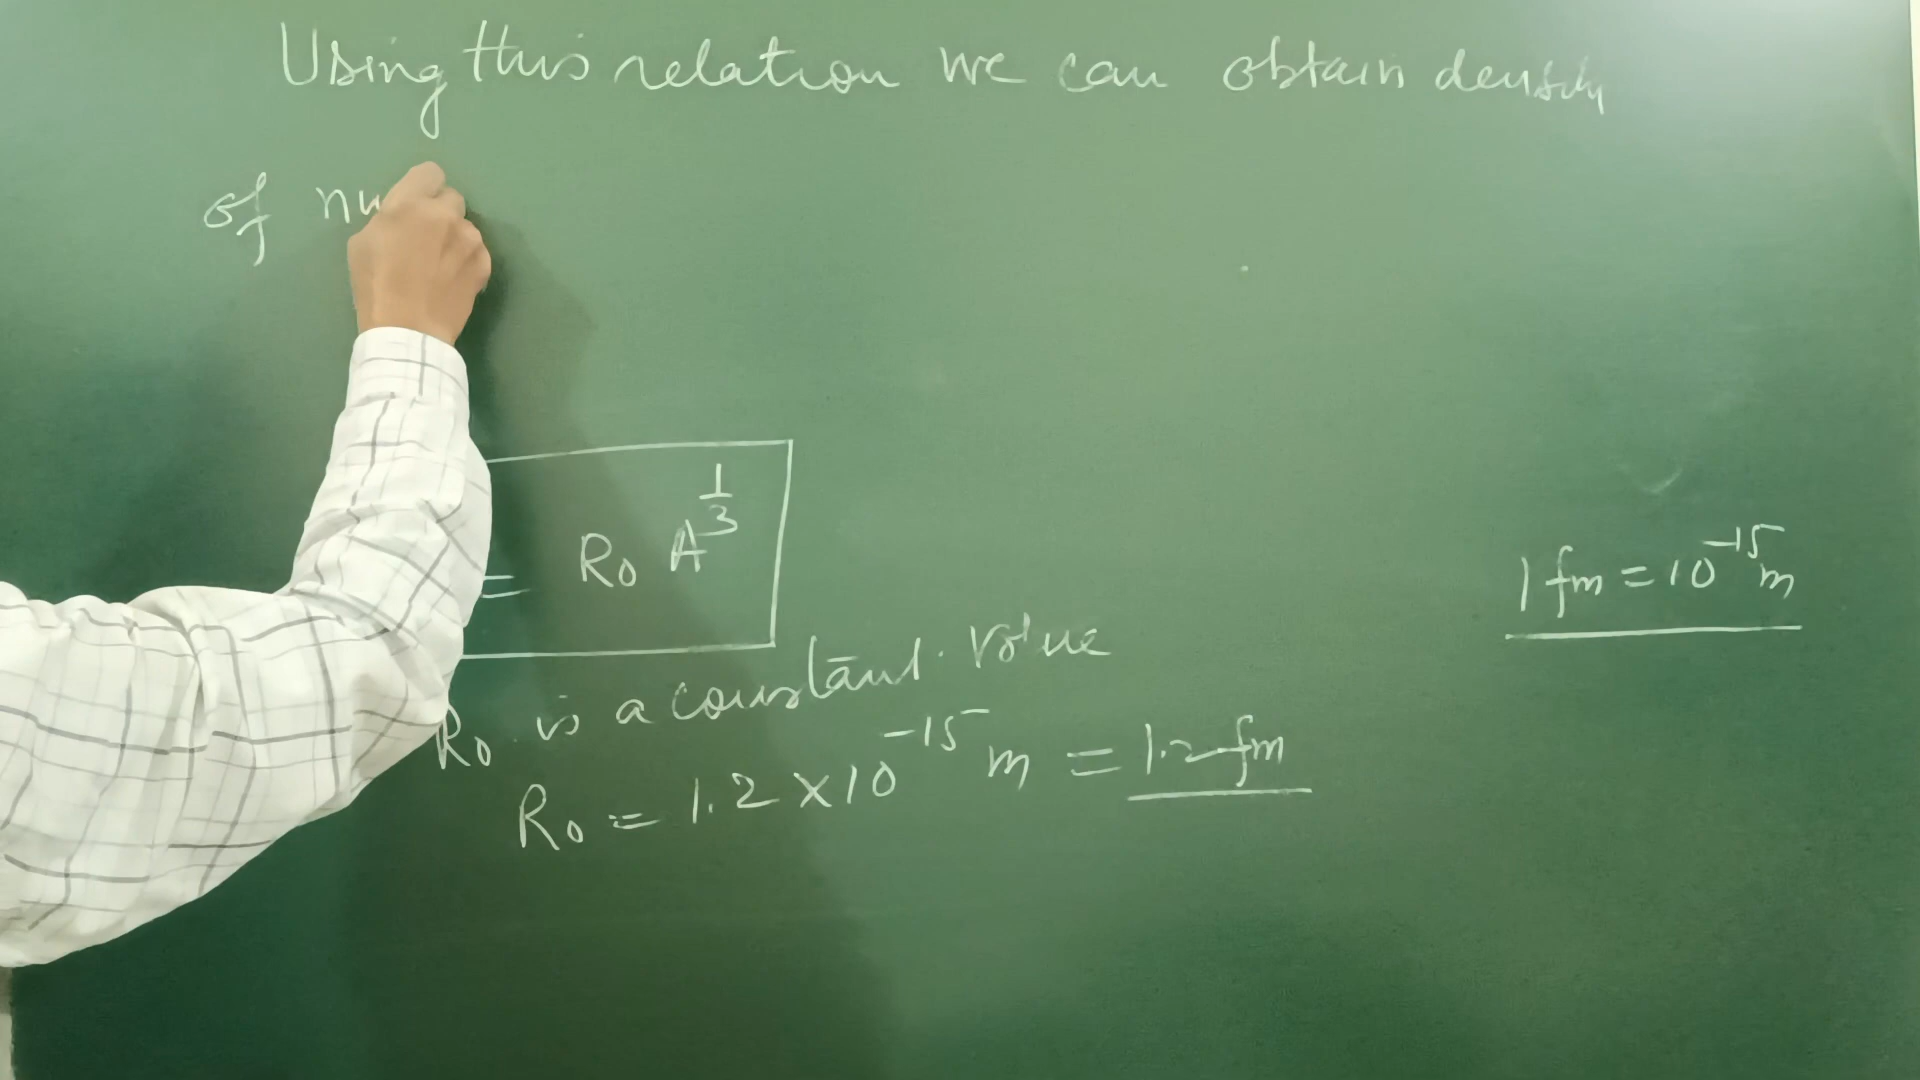 Using this relation we can obtain density
of nu
= R₀ A^{1/3}
1 fm = 10^{-15} m
R₀ is a constant. Value
R₀ = 1.2 × 10^{-15} m = 1.2 fm